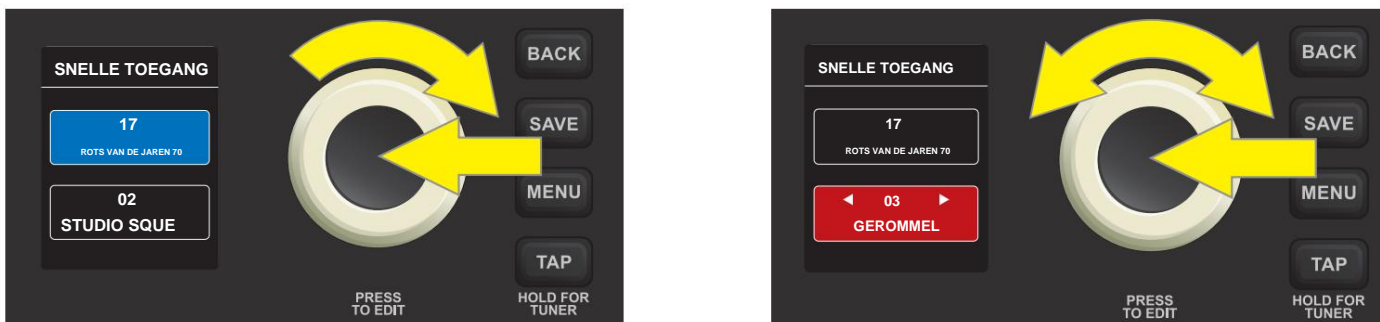 SNELLE TOEGANG
17
ROTS VAN DE JAREN 70
02
STUDIO SQUE
BACK
SAVE
MENU
TAP
PRESS
TO EDIT
HOLD FOR
TUNER
SNELLE TOEGANG
17
ROTS VAN DE JAREN 70
03
GEROMMEL
BACK
SAVE
MENU
TAP
PRESS
TO EDIT
HOLD FOR
TUNER